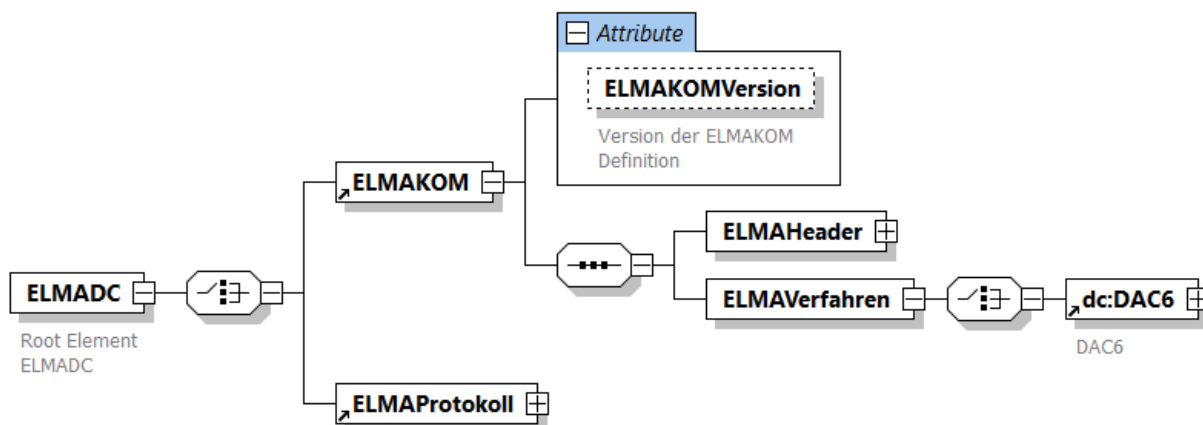 Attribute
ELMAKOMVersion
Version der ELMAKOM
Definition
ELMAKOM
ELMAHeader
ELMADC
ELMAVerfahren
dc:DAC6
Root Element
ELMADC
DAC6
ELMAProtokoll